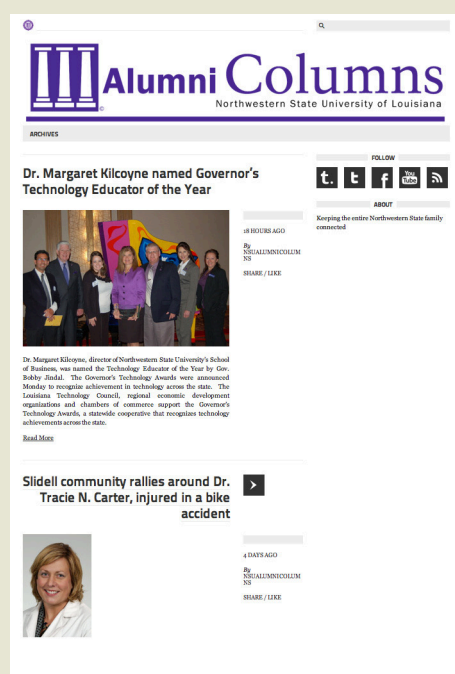 Alumni Columns
Northwestern State University of Louisiana
ARCHIVES
Dr. Margaret Kilcoyne named Governor's
Technology Educator of the Year
18 HOURS AGO
By
NSUALUMNICOLUM
NS
SHARE / LIKE
Dr. Margaret Kilcoyne, director of Northwestern State University's School
of Business, was named the Technology Educator of the Year by Gov.
Bobby Jindal. The Governor's Technology Awards were announced
Monday to recognize achievement in technology across the state. The
Louisiana Technology Council, regional economic development
organizations and chambers of commerce support the Governor's
Technology Awards, a statewide cooperative that recognizes technology
achievements across the state.
Read More
Slidell community rallies around Dr.
Tracie N. Carter, injured in a bike
accident
4 DAYS AGO
By
NSUALUMNICOLUM
NS
SHARE / LIKE
FOLLOW
t. t f You Tube
ABOUT
Keeping the entire Northwestern State family
connected